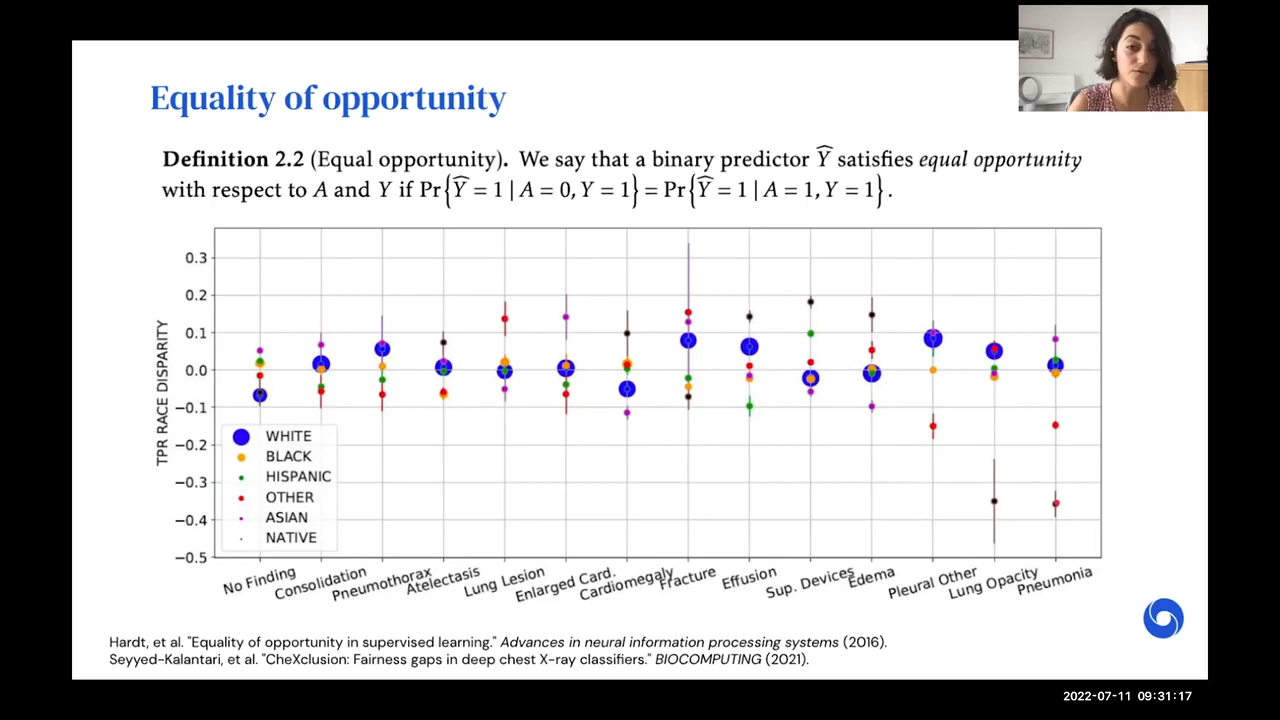 Equality of opportunity
Definition 2.2 (Equal opportunity). We say that a binary predictor Ŷ satisfies equal opportunity
with respect to A and Y if Pr{Ŷ = 1 | A = 0, Y = 1} = Pr{Ŷ = 1 | A = 1, Y = 1}.
TPR RACE DISPARITY
0.3
0.2
0.1
0.0
−0.1
−0.2
−0.3
−0.4
−0.5
WHITE
BLACK
HISPANIC
OTHER
ASIAN
NATIVE
No Finding
Consolidation
Pneumothorax
Atelectasis
Lung Lesion
Enlarged Card.
Cardiomegaly
Fracture
Effusion
Sup. Devices
Edema
Pleural Other
Lung Opacity
Pneumonia
Hardt, et al. "Equality of opportunity in supervised learning." Advances in neural information processing systems (2016).
Seyyed-Kalantari, et al. "CheXclusion: Fairness gaps in deep chest X-ray classifiers." BIOCOMPUTING (2021).
2022-07-11 09:31:17